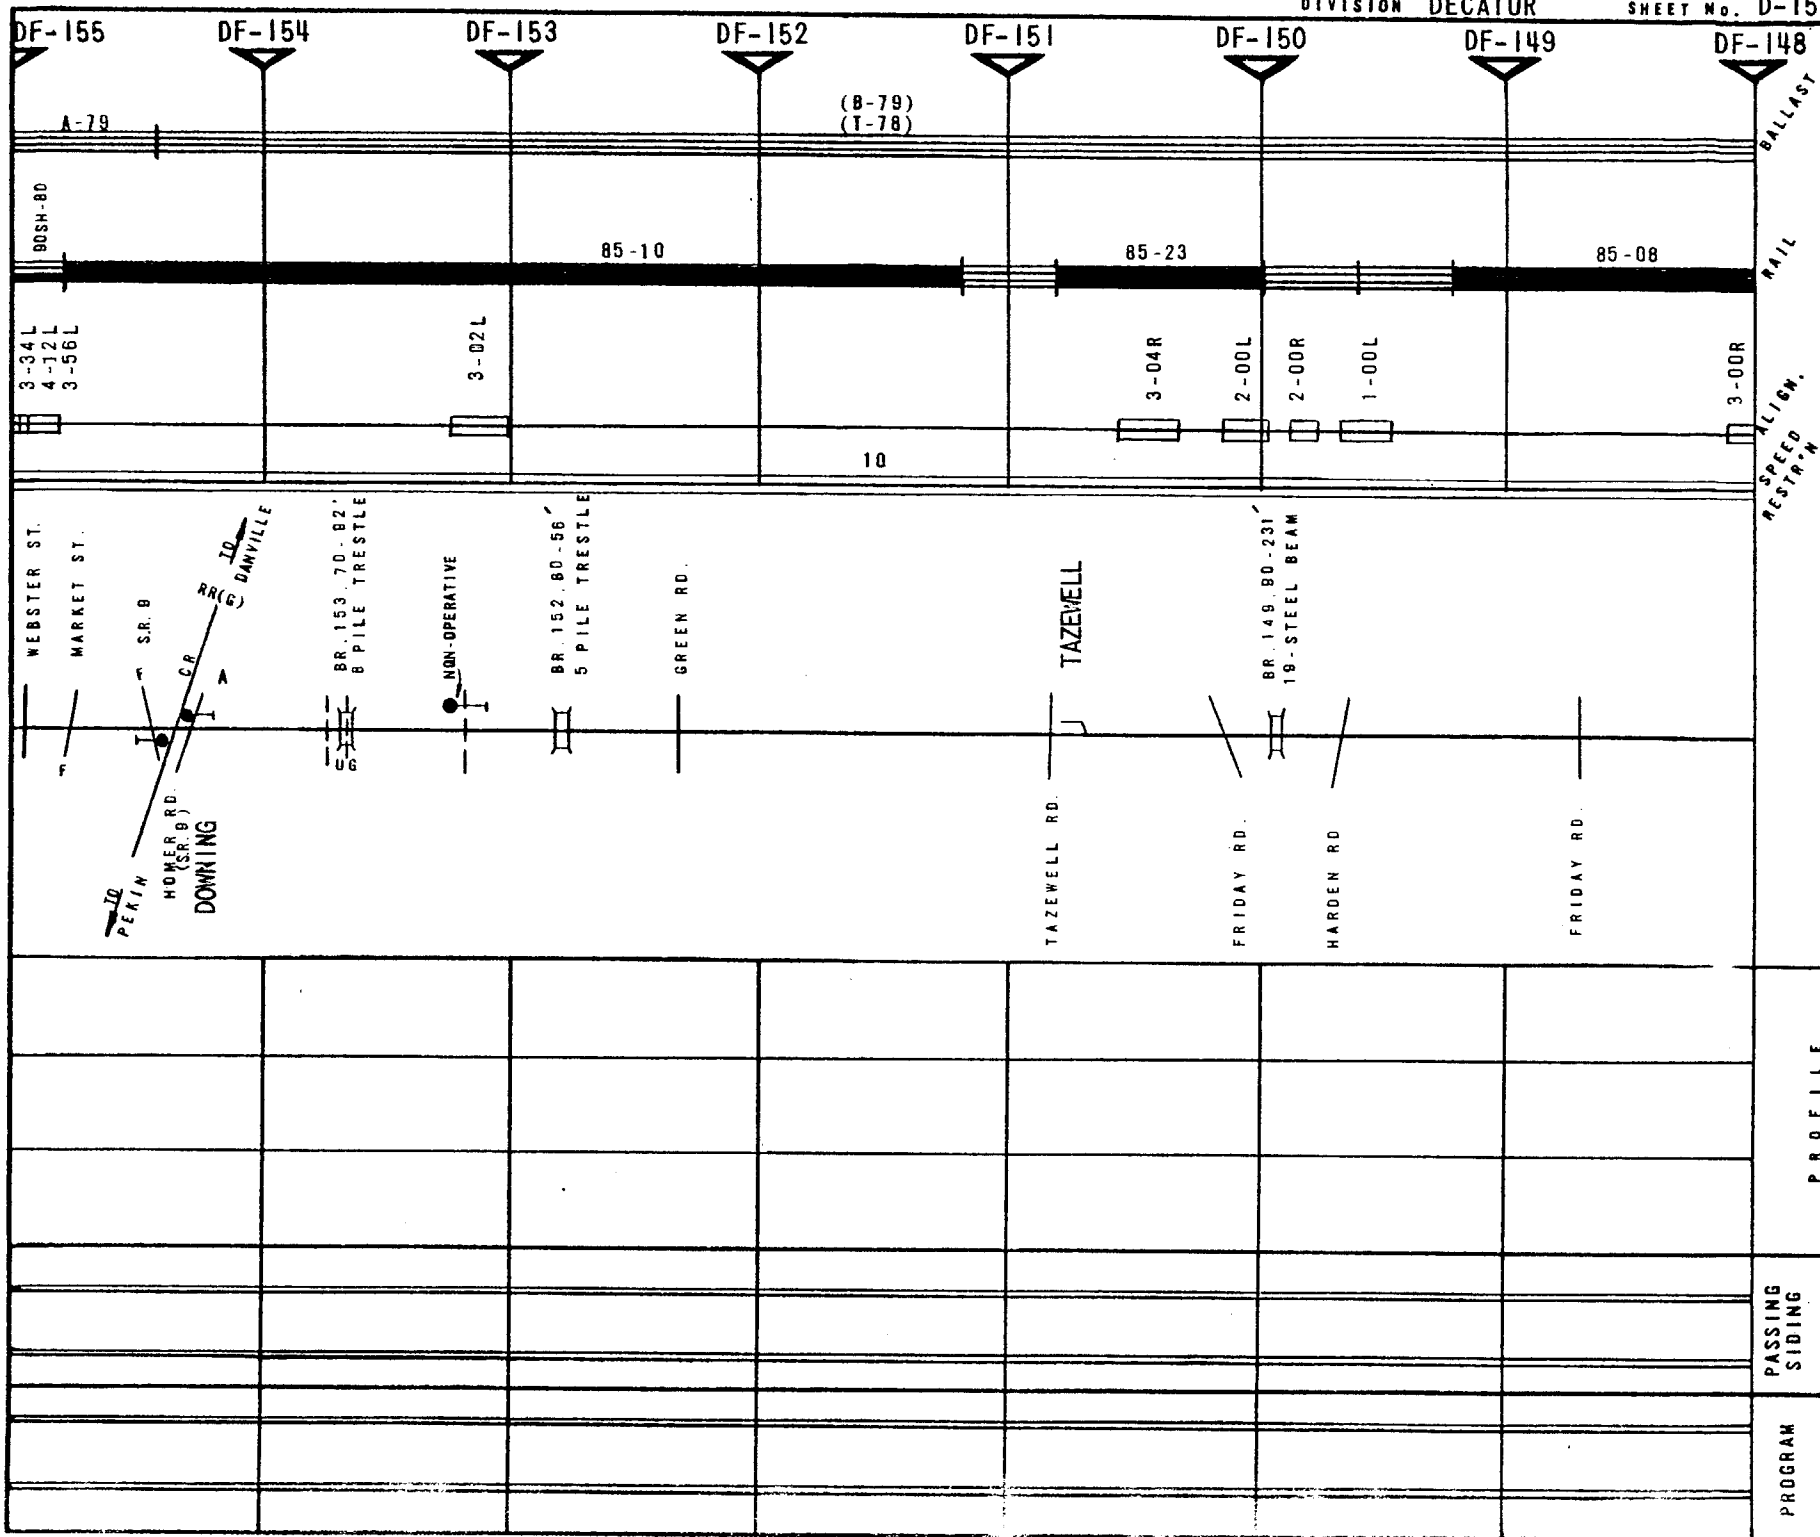 DIVISION DECATUR SHEET No. D-15
DF-155 DF-154 DF-153 DF-152 DF-151 DF-150 DF-149 DF-148
A-79
(B-79)
(T-78)
BALLAST
90SH-80
85-10
85-23
85-08
RAIL
3-34L
4-12L
3-56L
3-02L
3-04R
2-00L
2-00R
1-00L
3-00R
ALIGN.
10
SPEED
RESTR'N
WEBSTER ST.
MARKET ST.
F
S.R. 9
F
CR
RR(G)
TO
DANVILLE
A
BR. 153.70-82'
8 PILE TRESTLE
UG
NON-OPERATIVE
BR. 152.80-56'
5 PILE TRESTLE
GREEN RD.
TAZEWELL
BR. 149.90-231'
19-STEEL BEAM
TO
PEKIN
HOMER RD.
(S.R. 9)
DOWNING
TAZEWELL RD.
FRIDAY RD.
HARDEN RD
FRIDAY RD.
PROFILE
PASSING
SIDING
PROGRAM